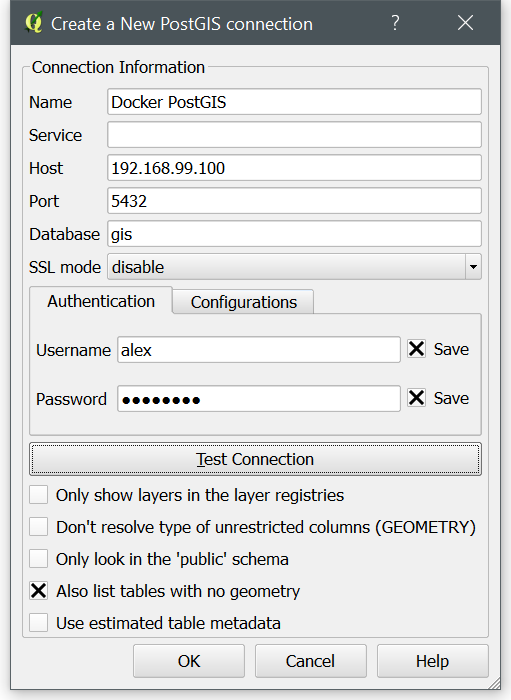 Create a New PostGIS connection
Connection Information
Name Docker PostGIS
Service
Host 192.168.99.100
Port 5432
Database gis
SSL mode disable
Authentication Configurations
Username alex Save
Password ●●●●●●●● Save
Test Connection
Only show layers in the layer registries
Don't resolve type of unrestricted columns (GEOMETRY)
Only look in the 'public' schema
Also list tables with no geometry
Use estimated table metadata
OK Cancel Help